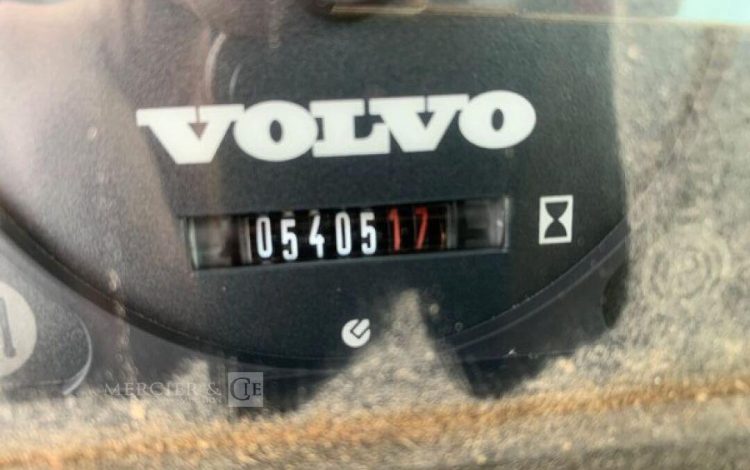 VOLVO
0540517
MERCIER & CIE